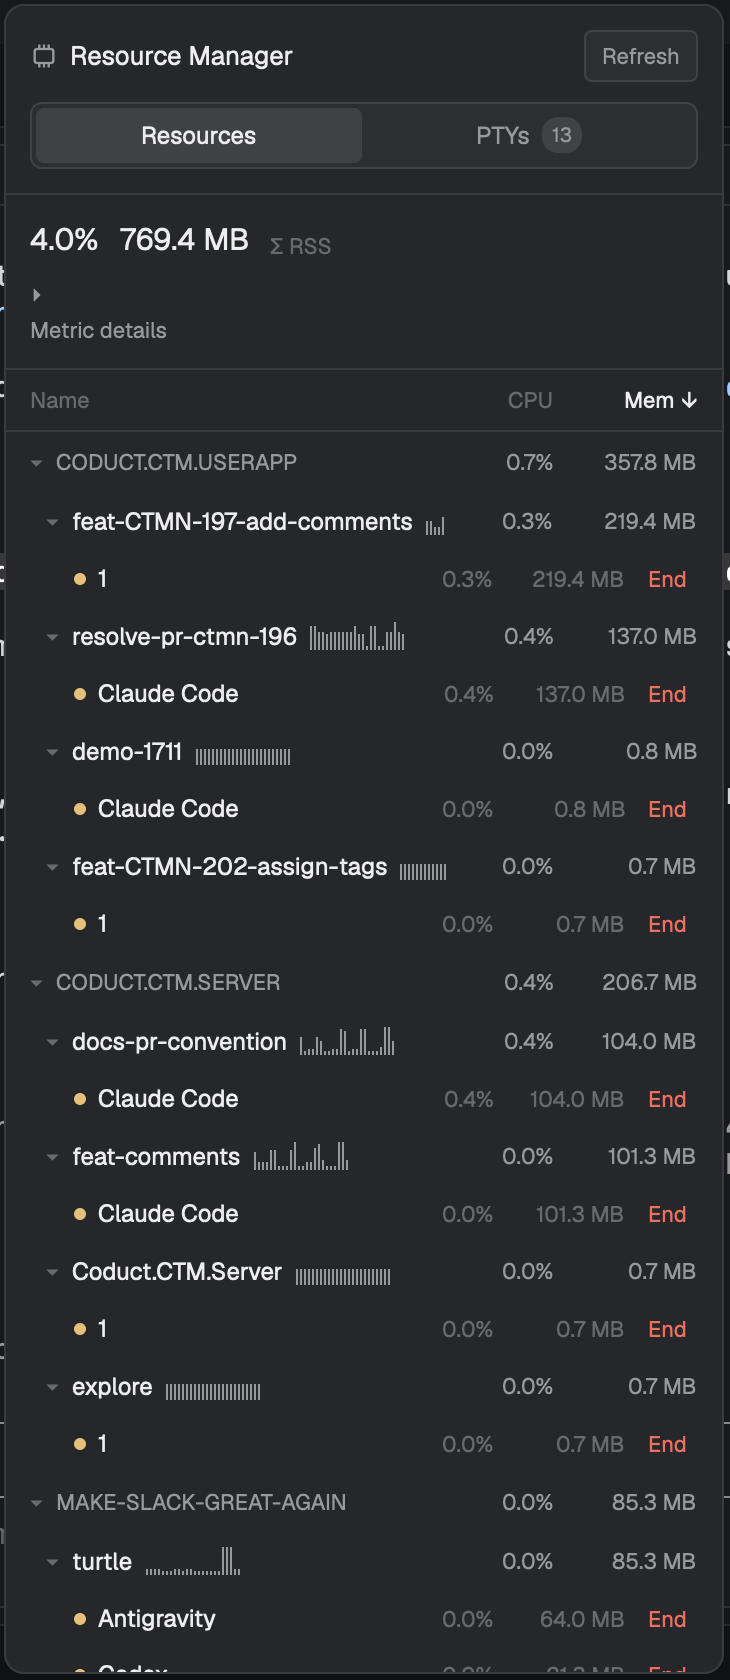 Resource Manager Refresh
Resources PTYs 13
4.0% 769.4 MB Σ RSS
Metric details
Name CPU Mem ↓
CODUCT.CTM.USERAPP 0.7% 357.8 MB
feat-CTMN-197-add-comments 0.3% 219.4 MB
1 0.3% 219.4 MB End
resolve-pr-ctmn-196 0.4% 137.0 MB
Claude Code 0.4% 137.0 MB End
demo-1711 0.0% 0.8 MB
Claude Code 0.0% 0.8 MB End
feat-CTMN-202-assign-tags 0.0% 0.7 MB
1 0.0% 0.7 MB End
CODUCT.CTM.SERVER 0.4% 206.7 MB
docs-pr-convention 0.4% 104.0 MB
Claude Code 0.4% 104.0 MB End
feat-comments 0.0% 101.3 MB
Claude Code 0.0% 101.3 MB End
Coduct.CTM.Server 0.0% 0.7 MB
1 0.0% 0.7 MB End
explore 0.0% 0.7 MB
1 0.0% 0.7 MB End
MAKE-SLACK-GREAT-AGAIN 0.0% 85.3 MB
turtle 0.0% 85.3 MB
Antigravity 0.0% 64.0 MB End